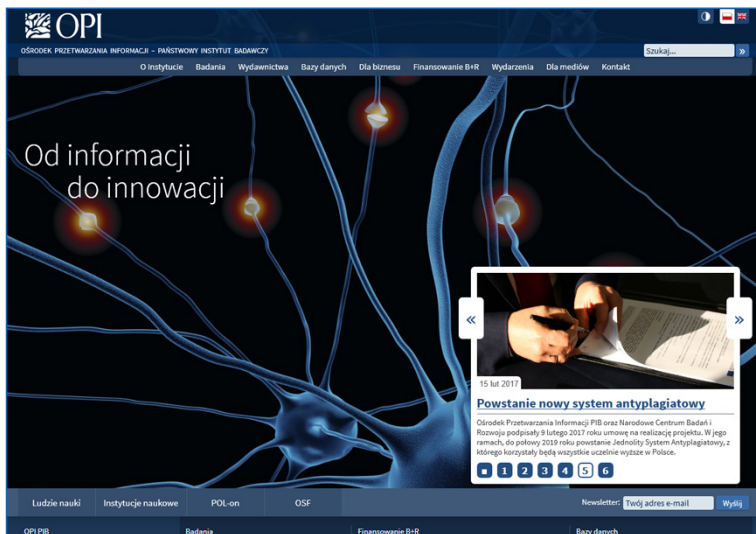 OPI
OŚRODEK PRZETWARZANIA INFORMACJI – PAŃSTWOWY INSTYTUT BADAWCZY
Szukaj... »
O Instytucie Badania Wydawnictwa Bazy danych Dla biznesu Finansowanie B+R Wydarzenia Dla mediów Kontakt
Od informacji
do innowacji
« »
15 lut 2017
Powstanie nowy system antyplagiatowy
Ośrodek Przetwarzania Informacji PIB oraz Narodowe Centrum Badań i
Rozwoju podpisały 9 lutego 2017 roku umowę na realizację projektu. W jego
ramach, do połowy 2019 roku powstanie Jednolity System Antyplagiatowy, z
którego korzystały będą wszystkie uczelnie wyższe w Polsce.
1 2 3 4 5 6
Ludzie nauki Instytucje naukowe POL-on OSF Newsletter: Twój adres e-mail Wyślij
OPI PIB Badania Finansowanie B+R Bazy danych